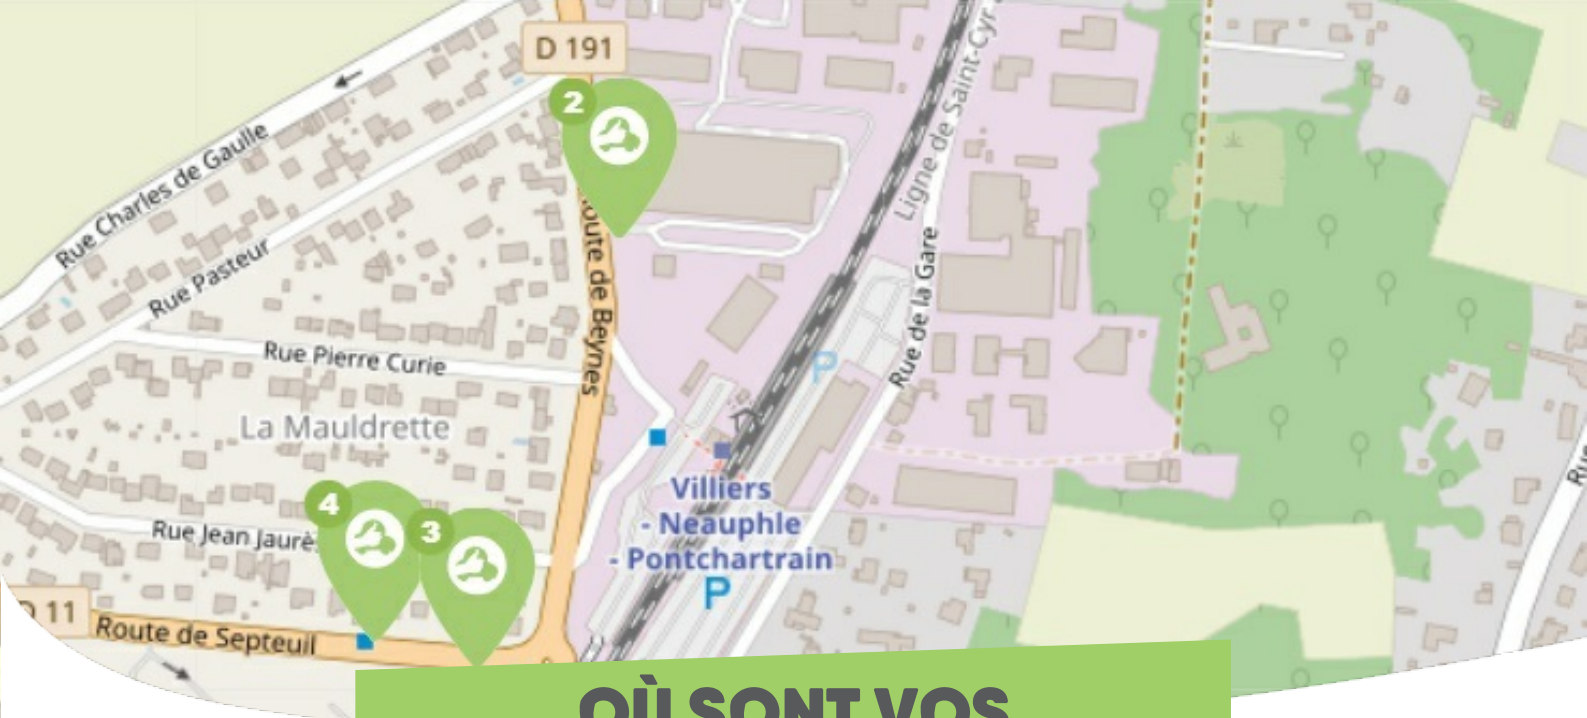 D 191
2
Ligne de Saint-Cyr
Rue Charles de Gaulle
Rue Pasteur
Route de Beynes
Rue de la Gare
Rue Pierre Curie
P
La Mauldrette
Villiers
- Neauphle
- Pontchartrain
P
4
3
Rue Jean Jaurè
D 11
Route de Septeuil
OÙ SONT VOS